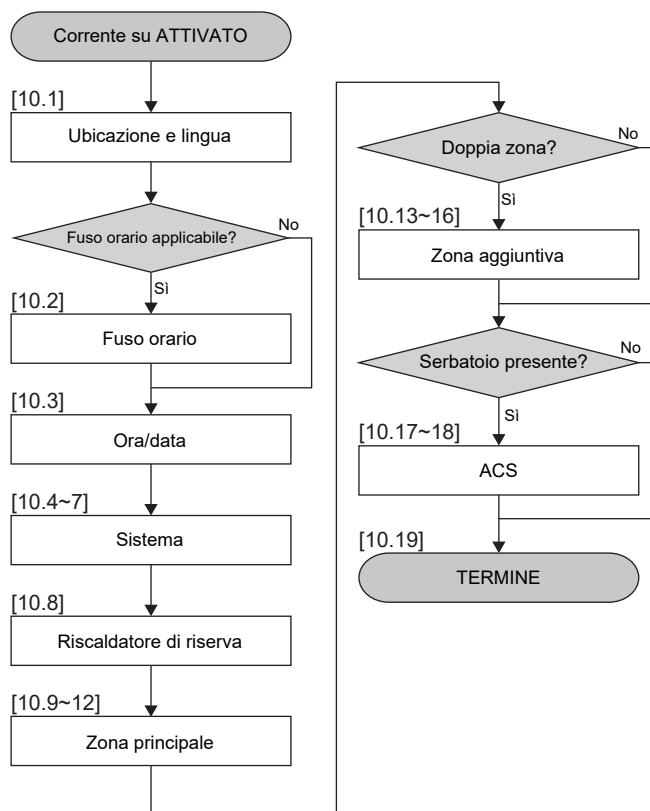 Corrente su ATTIVATO
[10.1]
Ubicazione e lingua
Fuso orario applicabile?
No
Sì
[10.2]
Fuso orario
[10.3]
Ora/data
[10.4~7]
Sistema
[10.8]
Riscaldatore di riserva
[10.9~12]
Zona principale
Doppia zona?
No
Sì
[10.13~16]
Zona aggiuntiva
Serbatoio presente?
No
Sì
[10.17~18]
ACS
[10.19]
TERMINE